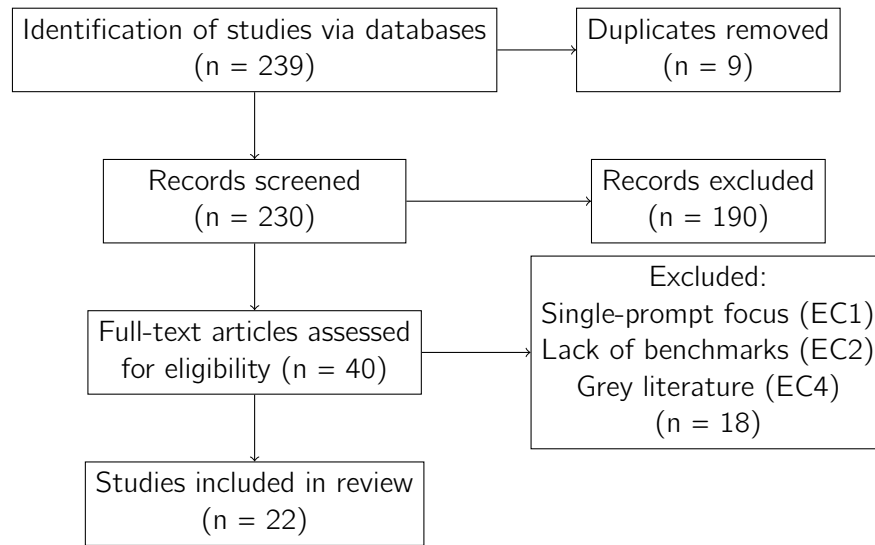 Identification of studies via databases
(n = 239)
Duplicates removed
(n = 9)
Records screened
(n = 230)
Records excluded
(n = 190)
Full-text articles assessed
for eligibility (n = 40)
Excluded:
Single-prompt focus (EC1)
Lack of benchmarks (EC2)
Grey literature (EC4)
(n = 18)
Studies included in review
(n = 22)